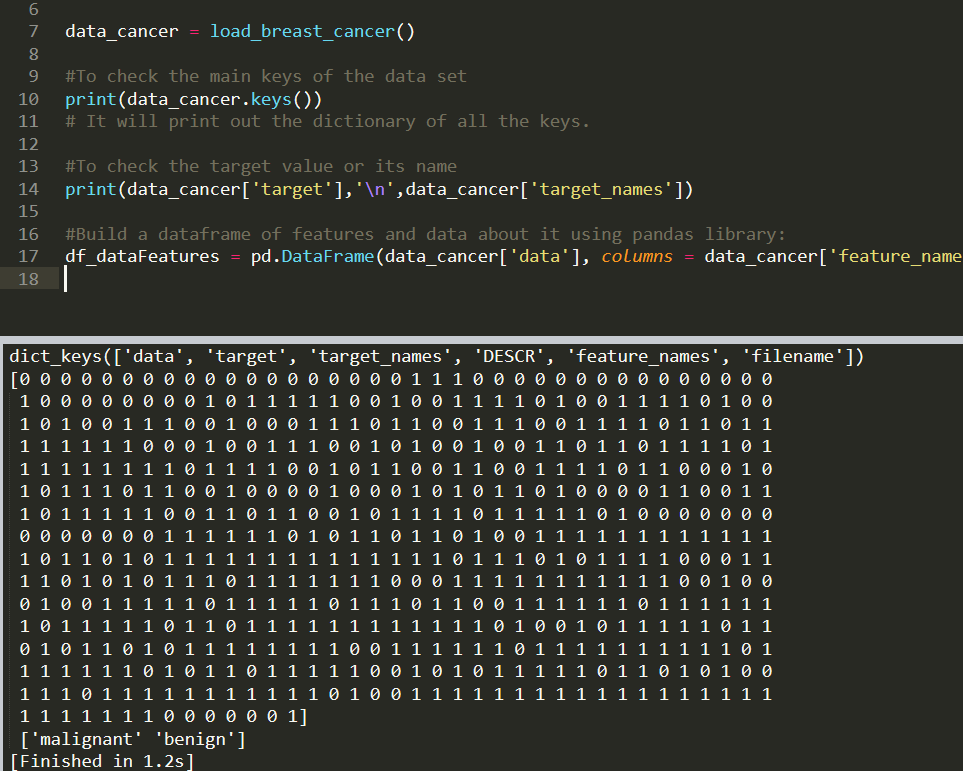 6
7 data_cancer = load_breast_cancer()
8
9 #To check the main keys of the data set
10 print(data_cancer.keys())
11 # It will print out the dictionary of all the keys.
12
13 #To check the target value or its name
14 print(data_cancer['target'],'\n',data_cancer['target_names'])
15
16 #Build a dataframe of features and data about it using pandas library:
17 df_dataFeatures = pd.DataFrame(data_cancer['data'], columns = data_cancer['feature_name
18
dict_keys(['data', 'target', 'target_names', 'DESCR', 'feature_names', 'filename'])
[0 0 0 0 0 0 0 0 0 0 0 0 0 0 0 0 0 0 0 1 1 1 0 0 0 0 0 0 0 0 0 0 0 0 0 0 0
1 0 0 0 0 0 0 0 0 1 0 1 1 1 1 1 0 0 1 0 0 1 1 1 1 0 1 0 0 1 1 1 1 0 1 0 0
1 0 1 0 0 1 1 1 0 0 1 0 0 0 1 1 1 0 1 1 0 0 1 1 1 0 0 1 1 1 1 0 1 1 0 1 1
1 1 1 1 1 1 0 0 0 1 0 0 1 1 1 0 0 1 0 1 0 0 1 0 0 1 1 0 1 1 0 1 1 1 1 0 1
1 1 1 1 1 1 1 1 0 1 1 1 1 0 0 1 0 1 1 0 0 1 1 0 0 1 1 1 1 0 1 1 0 0 0 1 0
1 0 1 1 1 0 1 1 0 0 1 0 0 0 0 1 0 0 0 1 0 1 0 1 1 0 1 0 0 0 0 1 1 0 0 1 1
1 0 1 1 1 1 1 0 0 1 1 0 1 1 0 0 1 0 1 1 1 1 0 1 1 1 1 1 0 1 0 0 0 0 0 0 0
0 0 0 0 0 0 0 1 1 1 1 1 1 0 1 0 1 1 0 1 1 0 1 0 0 1 1 1 1 1 1 1 1 1 1 1 1
1 0 1 1 0 1 0 1 1 1 1 1 1 1 1 1 1 1 1 1 1 0 1 1 1 0 1 0 1 1 1 1 0 0 0 1 1
1 1 0 1 0 1 0 1 1 1 0 1 1 1 1 1 1 1 0 0 0 1 1 1 1 1 1 1 1 1 1 1 0 0 1 0 0
0 1 0 0 1 1 1 1 1 0 1 1 1 1 1 0 1 1 1 0 1 1 0 0 1 1 1 1 1 1 0 1 1 1 1 1 1
1 0 1 1 1 1 1 0 1 1 0 1 1 1 1 1 1 1 1 1 1 1 1 0 1 0 0 1 0 1 1 1 1 1 0 1 1
0 1 0 1 1 0 1 0 1 1 1 1 1 1 1 1 0 0 1 1 1 1 1 1 0 1 1 1 1 1 1 1 1 1 1 0 1
1 1 1 1 1 1 0 1 0 1 1 0 1 1 1 1 1 0 0 1 0 1 0 1 1 1 1 1 0 1 1 0 1 0 1 0 0
1 1 1 0 1 1 1 1 1 1 1 1 1 1 1 0 1 0 0 1 1 1 1 1 1 1 1 1 1 1 1 1 1 1 1 1 1
1 1 1 1 1 1 1 0 0 0 0 0 0 1]
['malignant' 'benign']
[Finished in 1.2s]